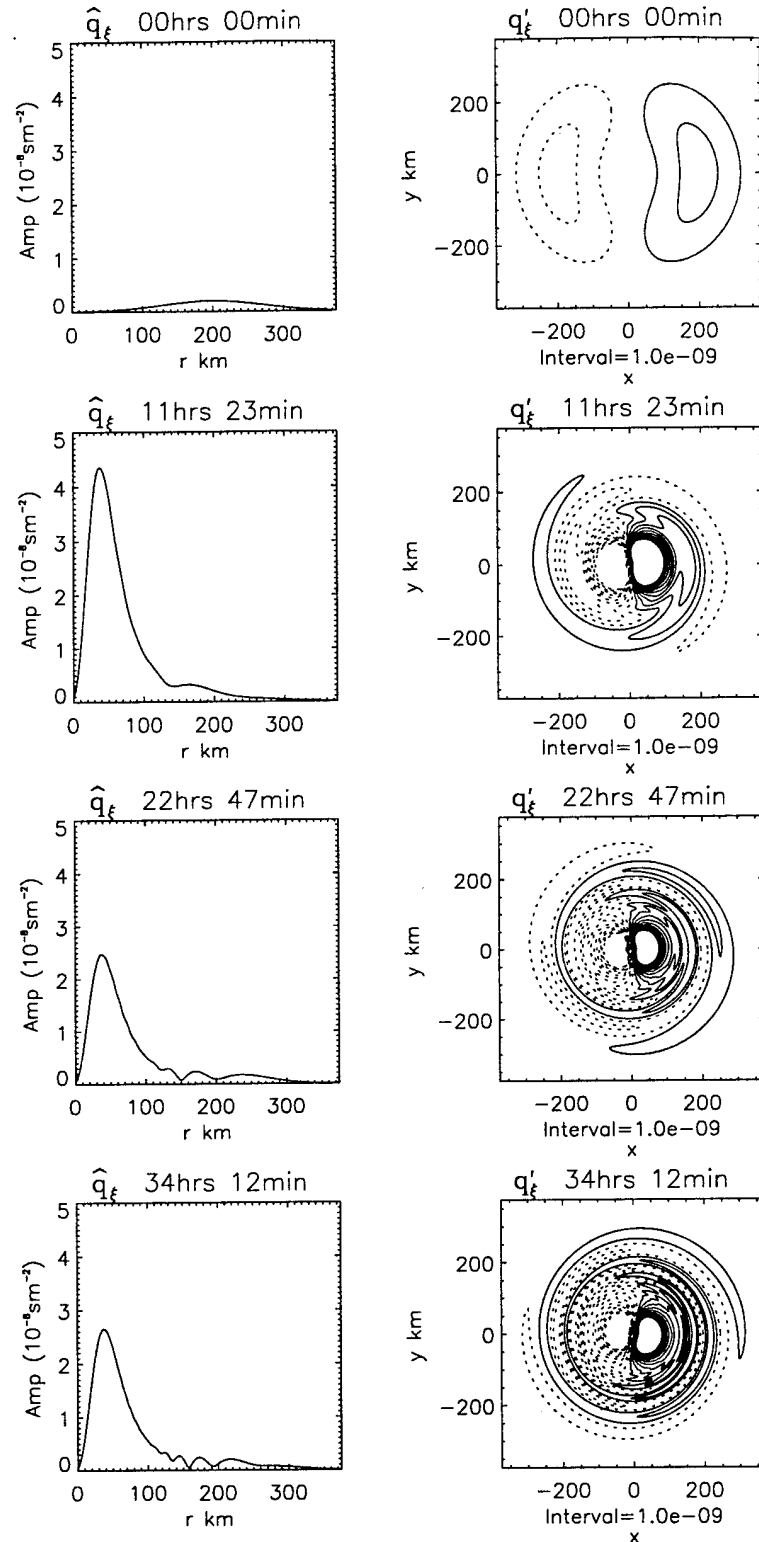 q̂ξ 00hrs 00min
5
4
3
2
1
0
Amp (10⁻⁸sm⁻²)
0 100 200 300
r km
q′ξ 00hrs 00min
200
0
−200
y km
−200 0 200
Interval=1.0e−09
x
q̂ξ 11hrs 23min
5
4
3
2
1
0
Amp (10⁻⁸sm⁻²)
0 100 200 300
r km
q′ξ 11hrs 23min
200
0
−200
y km
−200 0 200
Interval=1.0e−09
x
q̂ξ 22hrs 47min
5
4
3
2
1
0
Amp (10⁻⁸sm⁻²)
0 100 200 300
r km
q′ξ 22hrs 47min
200
0
−200
y km
−200 0 200
Interval=1.0e−09
x
q̂ξ 34hrs 12min
5
4
3
2
1
0
Amp (10⁻⁸sm⁻²)
0 100 200 300
r km
q′ξ 34hrs 12min
200
0
−200
y km
−200 0 200
Interval=1.0e−09
x